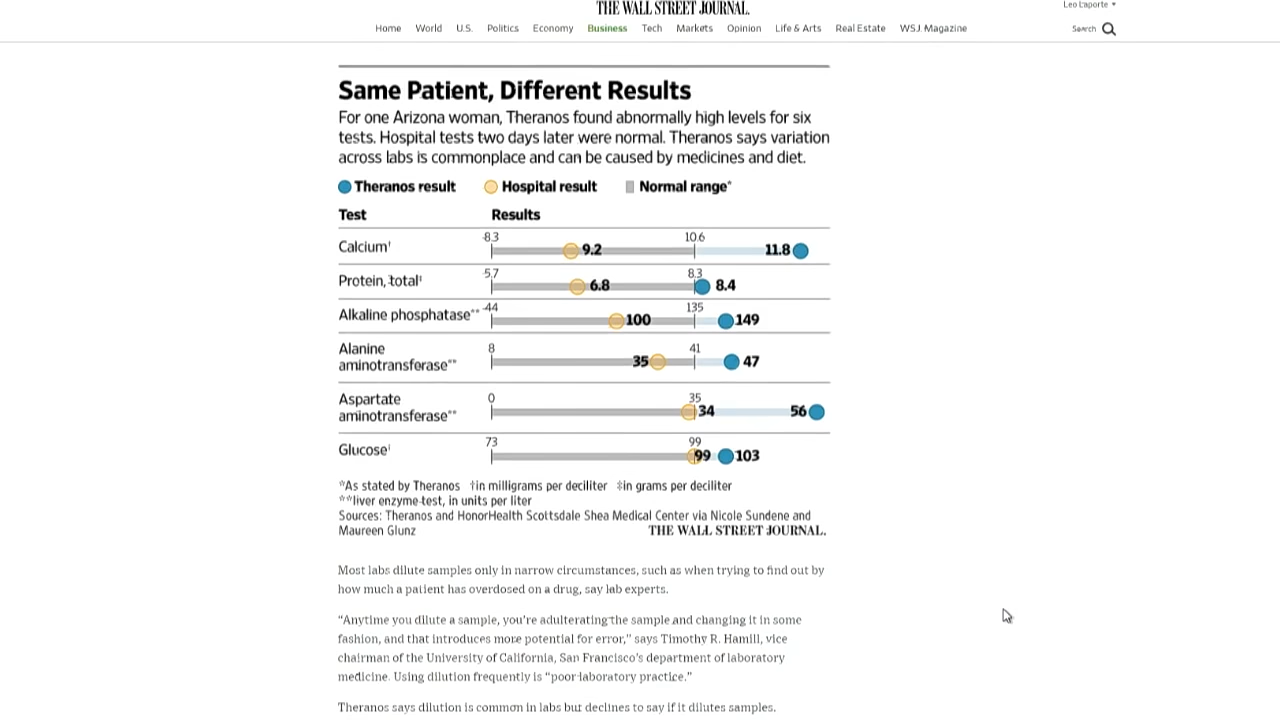 THE WALL STREET JOURNAL.
Leo Laporte
Home World U.S. Politics Economy Business Tech Markets Opinion Life & Arts Real Estate WSJ. Magazine
Search
Same Patient, Different Results
For one Arizona woman, Theranos found abnormally high levels for six
tests. Hospital tests two days later were normal. Theranos says variation
across labs is commonplace and can be caused by medicines and diet.
Theranos result Hospital result Normal range*
Test Results
8.3 10.6
Calcium† 9.2 11.8
5.7 8.3
Protein, total‡ 6.8 8.4
44 135
Alkaline phosphatase** 100 149
Alanine 8 41
aminotransferase** 35 47
Aspartate 0 35
aminotransferase** 34 56
73 99
Glucose† 99 103
*As stated by Theranos †in milligrams per deciliter ‡in grams per deciliter
**liver enzyme test, in units per liter
Sources: Theranos and HonorHealth Scottsdale Shea Medical Center via Nicole Sundene and
Maureen Glunz THE WALL STREET JOURNAL.
Most labs dilute samples only in narrow circumstances, such as when trying to find out by
how much a patient has overdosed on a drug, say lab experts.
“Anytime you dilute a sample, you’re adulterating the sample and changing it in some
fashion, and that introduces more potential for error,” says Timothy R. Hamill, vice
chairman of the University of California, San Francisco’s department of laboratory
medicine. Using dilution frequently is “poor laboratory practice.”
Theranos says dilution is common in labs but declines to say if it dilutes samples.